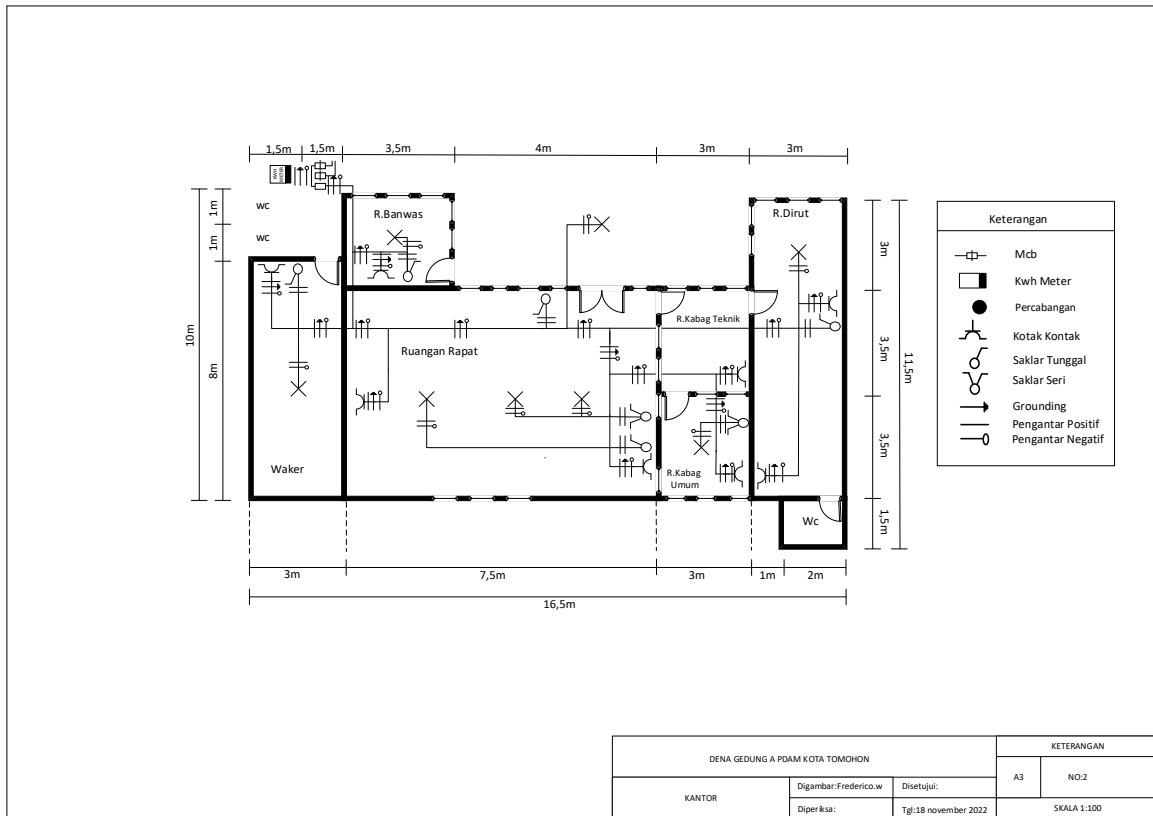 1,5m
1,5m
3,5m
4m
3m
3m
KWH METER
wc
wc
1m
1m
8m
10m
R.Banwas
R.Dirut
R.Kabag Teknik
Ruangan Rapat
Waker
R.Kabag
Umum
Wc
3m
3,5m
3,5m
1,5m
11,5m
3m
7,5m
3m
1m
2m
16,5m
Keterangan
Mcb
Kwh Meter
Percabangan
Kotak Kontak
Saklar Tunggal
Saklar Seri
Grounding
Pengantar Positif
Pengantar Negatif
DENA GEDUNG A PDAM KOTA TOMOHON
KANTOR
Digambar:Frederico.w
Disetujui:
Diperiksa:
Tgl:18 november 2022
KETERANGAN
A3
NO:2
SKALA 1:100